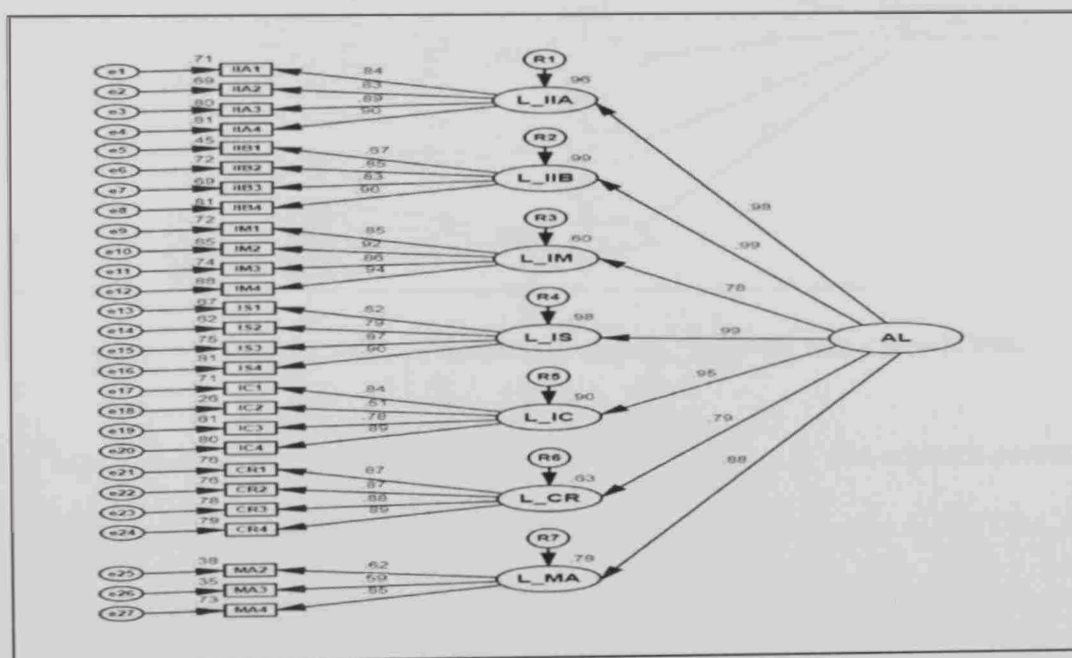 R1
.71 .96
e1 IIA1 .84
.69
e2 IIA2 .83
.80 L_IIA
e3 IIA3 .89
.81 .90
e4 IIA4
.45 R2
e5 IIB1 .99
.72 .67
e6 IIB2 .85
.69 L_IIB
e7 IIB3 .83
.81 .90 .98
e8 IIB4
.72 R3
e9 IM1 .85 .60
.85 .99
e10 IM2 .92
.74 L_IM
e11 IM3 .86
.88 .94
e12 IM4 .78
R4
e13 IS1 .98
.62
e14 IS2 .79
.75 L_IS .99 AL
e15 IS3 .87
.81 .90
e16 IS4
.71 R5
e17 IC1 .84 .90 .95
.26
e18 IC2 .51
L_IC
e19 IC3 .78
.80 .89 .79
e20 IC4
.76 R6
e21 CR1 .87 .63
.76
e22 CR2 .87 .88
.78 L_CR
e23 CR3 .88
.79 .89
e24 CR4
.38 R7
e25 MA2 .62 .78
.35
e26 MA3 .59 L_MA
.73 .85
e27 MA4